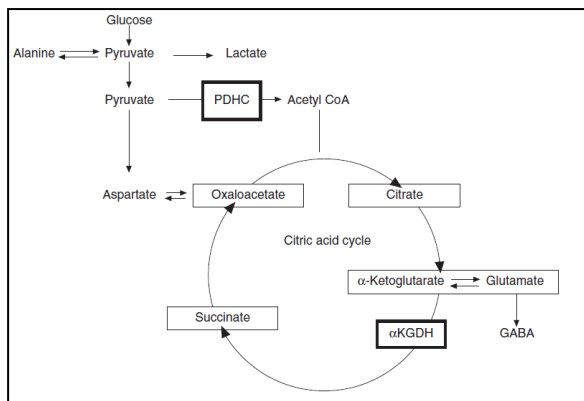 Glucose
Alanine Pyruvate Lactate
Pyruvate PDHC Acetyl CoA
Aspartate Oxaloacetate Citrate
Citric acid cycle
α-Ketoglutarate Glutamate
Succinate αKGDH GABA